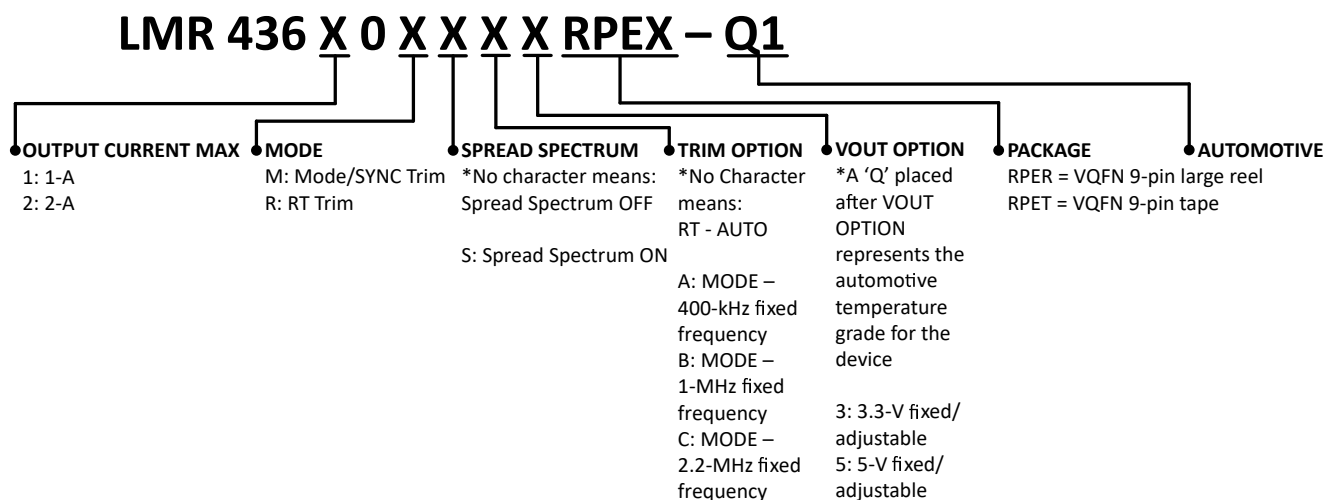 LMR 436 X 0 X X X X RPEX – Q1
OUTPUT CURRENT MAX
1: 1-A
2: 2-A
MODE
M: Mode/SYNC Trim
R: RT Trim
SPREAD SPECTRUM
*No character means:
Spread Spectrum OFF
S: Spread Spectrum ON
TRIM OPTION
*No Character
means:
RT - AUTO
A: MODE –
400-kHz fixed
frequency
B: MODE –
1-MHz fixed
frequency
C: MODE –
2.2-MHz fixed
frequency
VOUT OPTION
*A ‘Q’ placed
after VOUT
OPTION
represents the
automotive
temperature
grade for the
device
3: 3.3-V fixed/
adjustable
5: 5-V fixed/
adjustable
PACKAGE
RPER = VQFN 9-pin large reel
RPET = VQFN 9-pin tape
AUTOMOTIVE